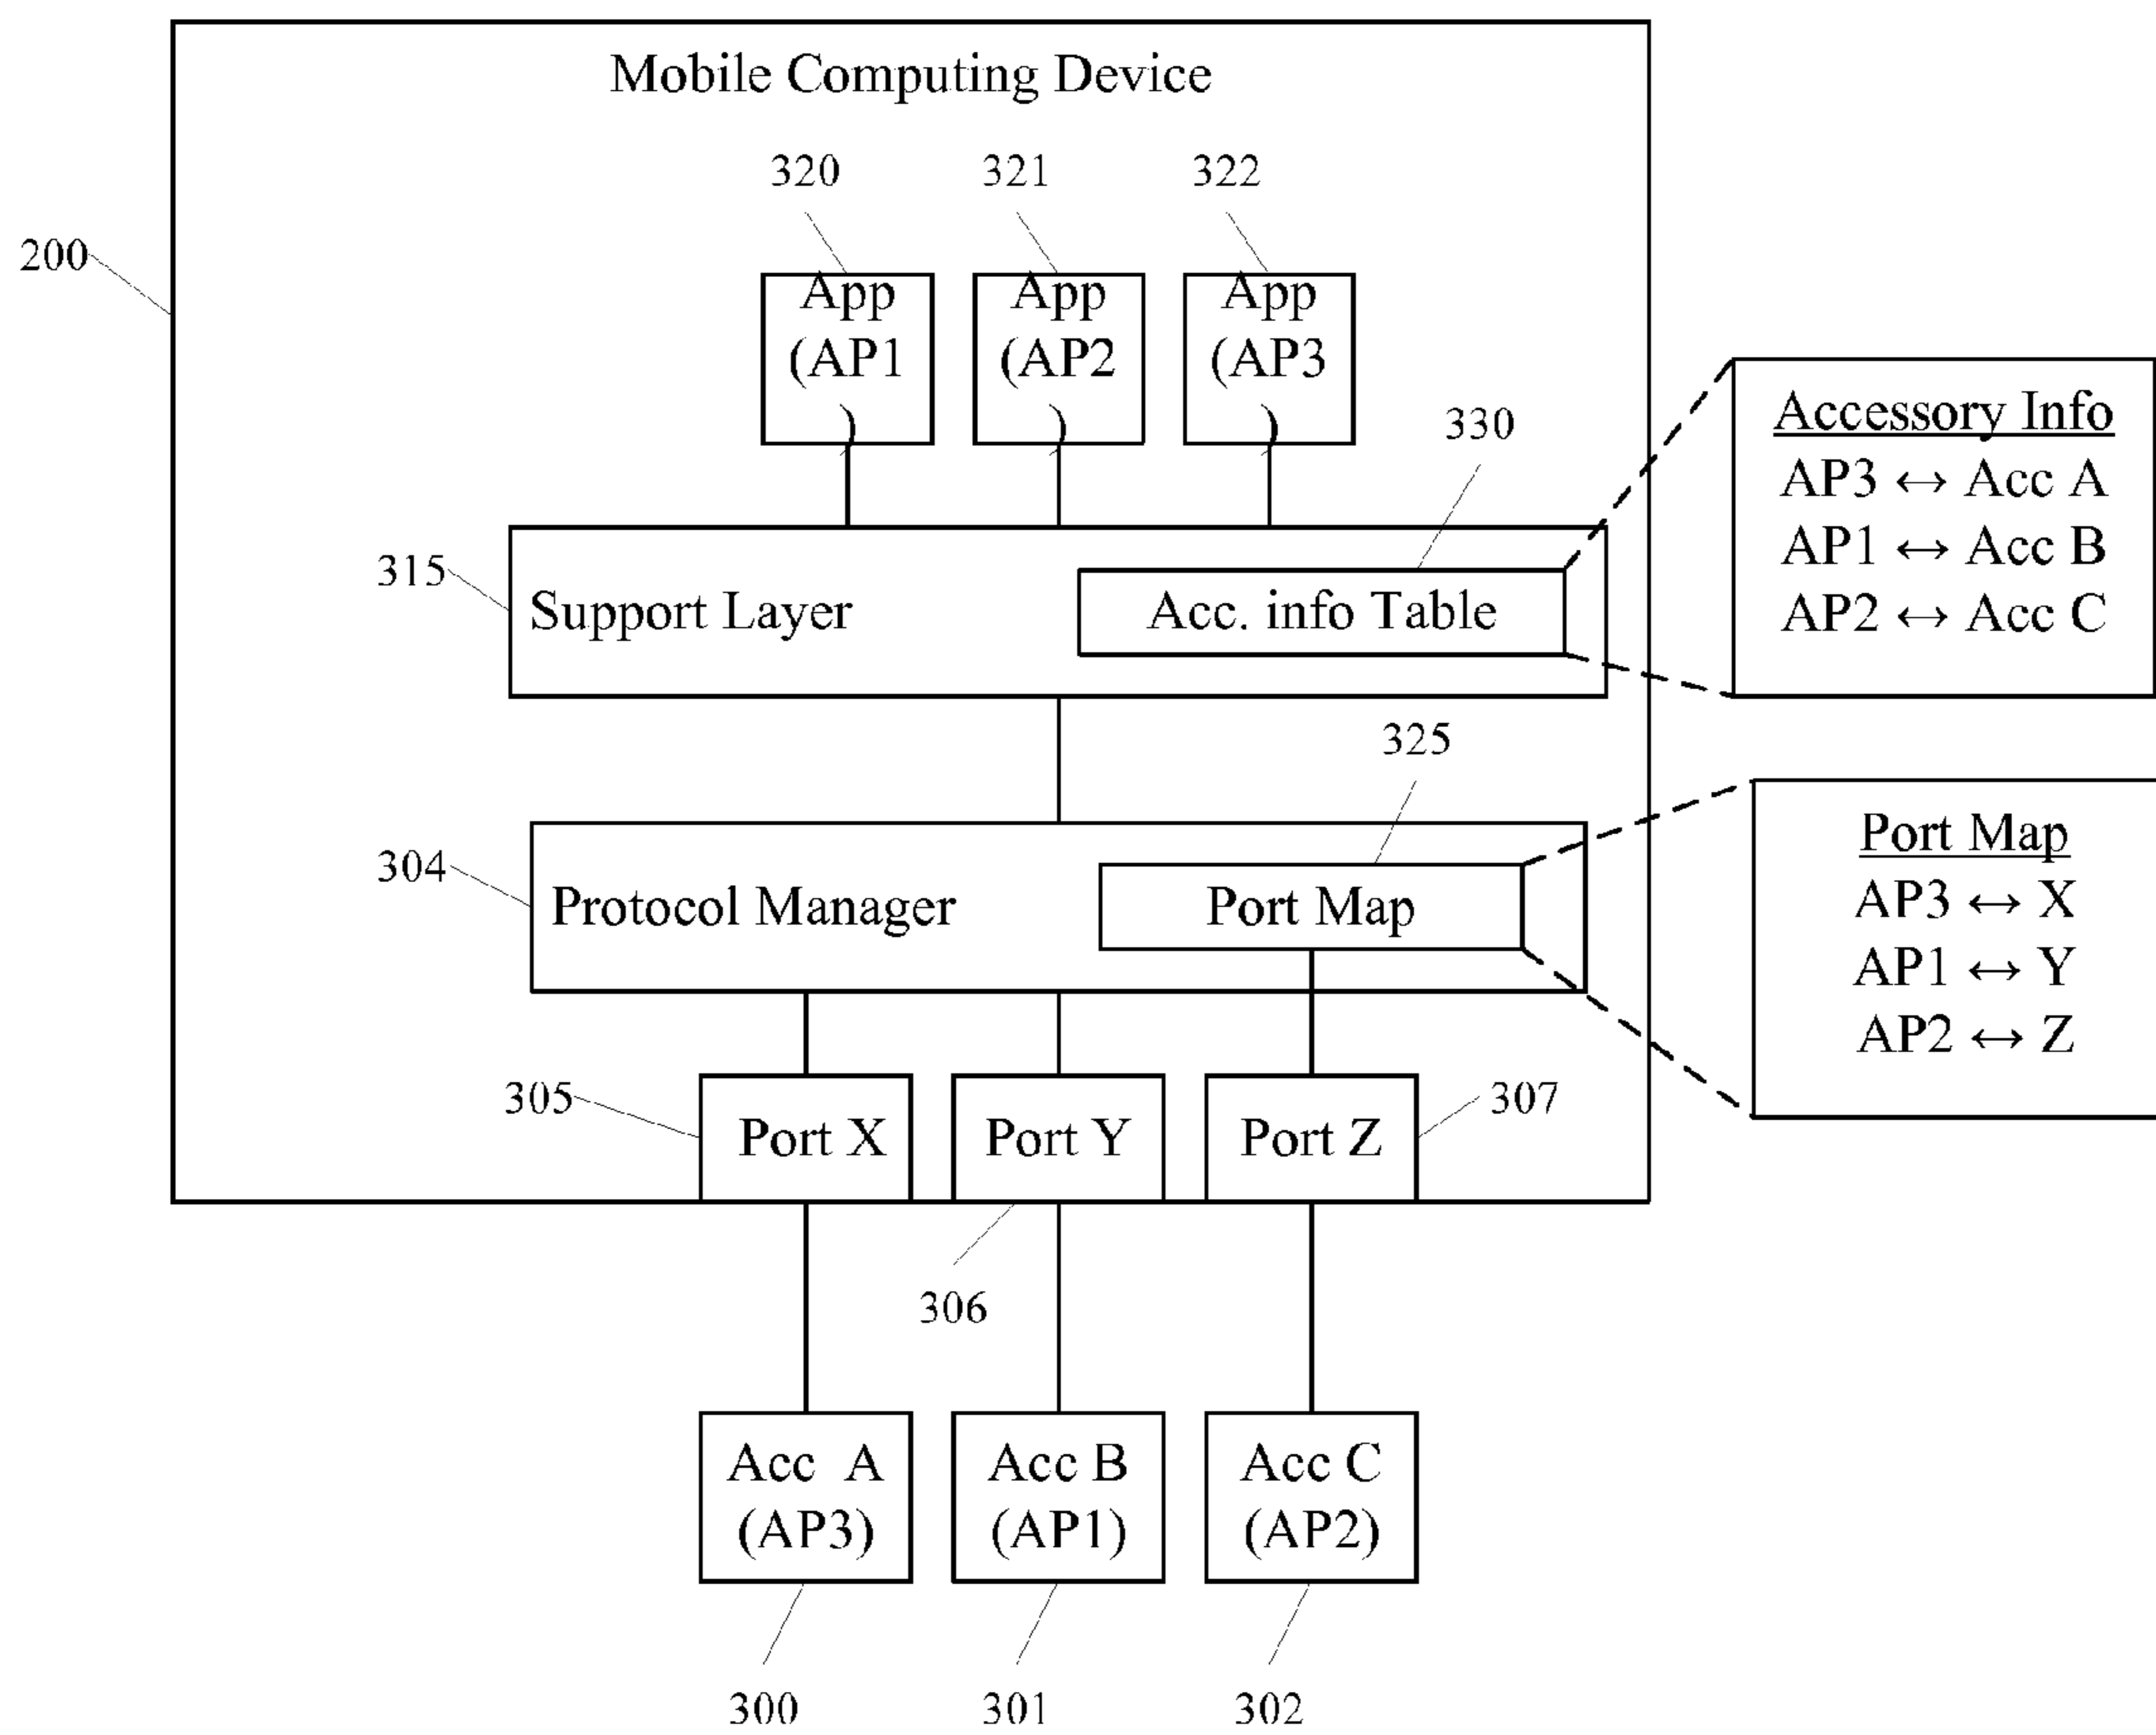 Mobile Computing Device
320 321 322
200
App App App
(AP1 (AP2 (AP3
) ) )
330
Accessory Info
AP3 ↔ Acc A
AP1 ↔ Acc B
AP2 ↔ Acc C
315
Support Layer
Acc. info Table
325
304
Protocol Manager
Port Map
Port Map
AP3 ↔ X
AP1 ↔ Y
AP2 ↔ Z
305
307
Port X Port Y Port Z
306
Acc A Acc B Acc C
(AP3) (AP1) (AP2)
300 301 302